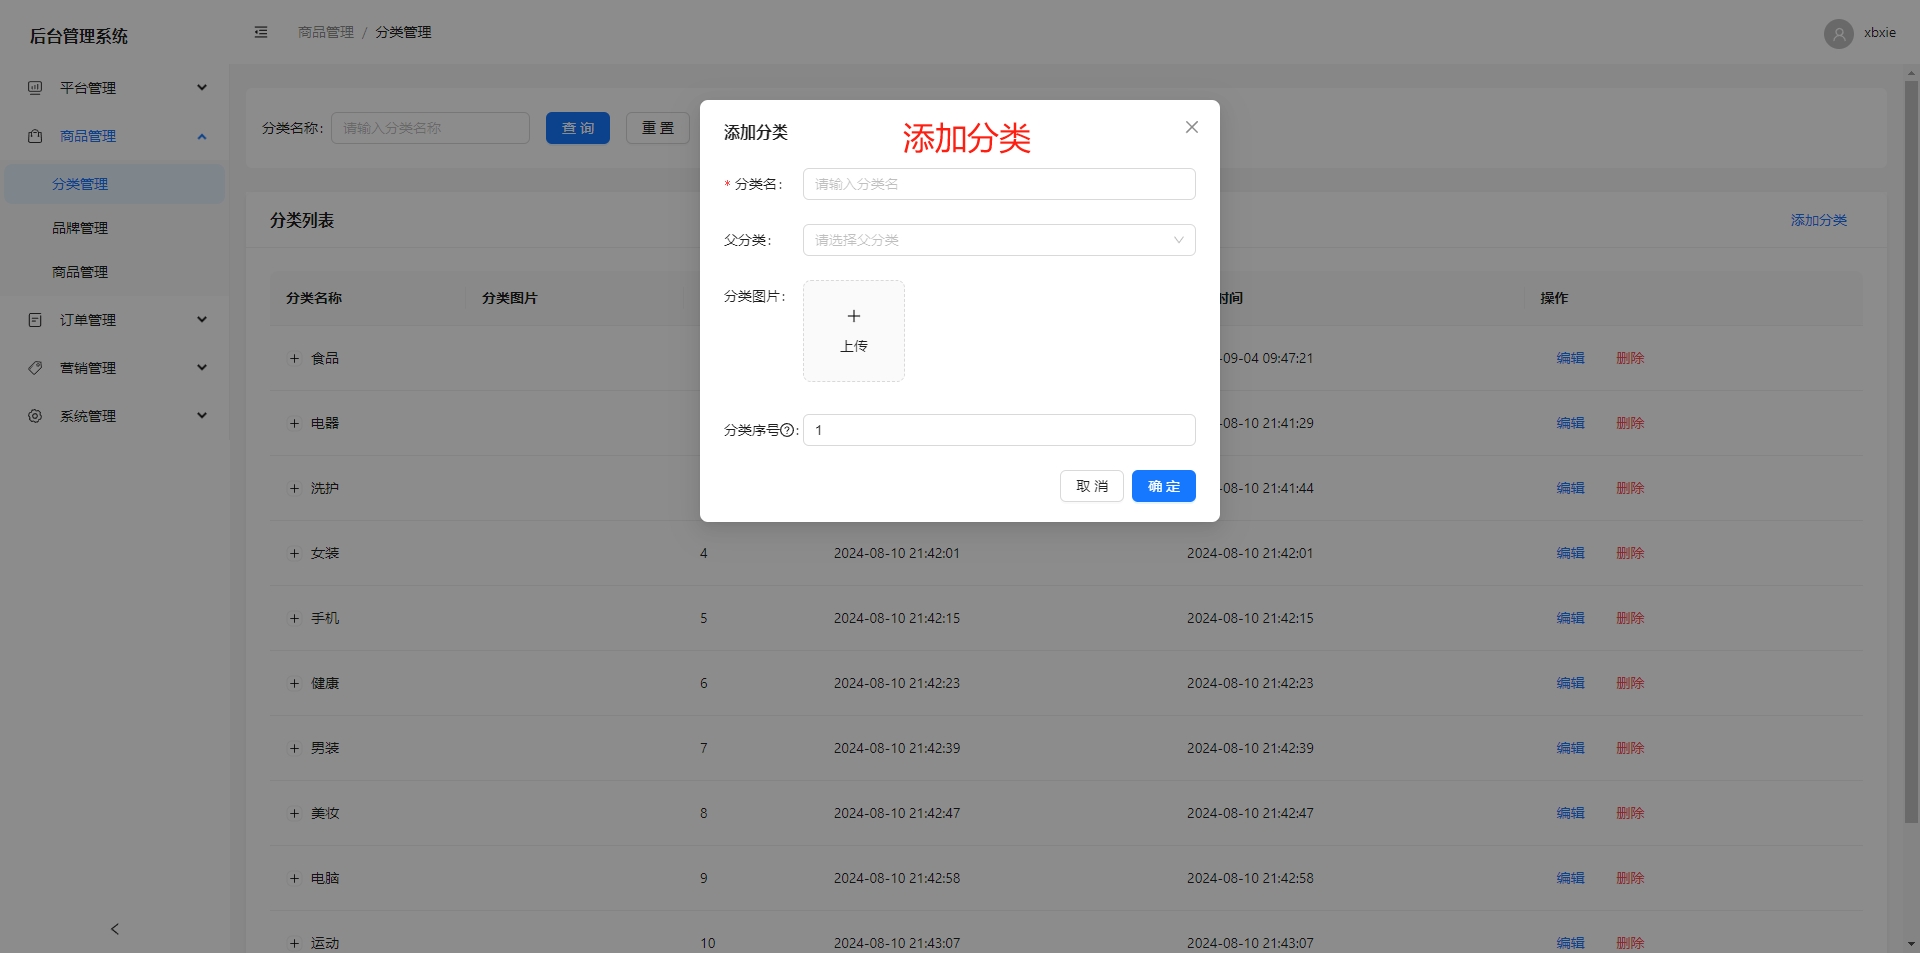 后台管理系统
商品管理 / 分类管理
xbxie
平台管理
商品管理
分类管理
品牌管理
商品管理
订单管理
营销管理
系统管理
分类名称: 请输入分类名称 查 询 重 置
分类列表 添加分类
分类名称 分类图片 时间 操作
食品 -09-04 09:47:21 编辑 删除
电器 -08-10 21:41:29 编辑 删除
洗护 -08-10 21:41:44 编辑 删除
女装 4 2024-08-10 21:42:01 2024-08-10 21:42:01 编辑 删除
手机 5 2024-08-10 21:42:15 2024-08-10 21:42:15 编辑 删除
健康 6 2024-08-10 21:42:23 2024-08-10 21:42:23 编辑 删除
男装 7 2024-08-10 21:42:39 2024-08-10 21:42:39 编辑 删除
美妆 8 2024-08-10 21:42:47 2024-08-10 21:42:47 编辑 删除
电脑 9 2024-08-10 21:42:58 2024-08-10 21:42:58 编辑 删除
运动 10 2024-08-10 21:43:07 2024-08-10 21:43:07 编辑 删除
添加分类 添加分类
* 分类名: 请输入分类名
父分类: 请选择父分类
分类图片: 上传
分类序号?: 1
取 消 确 定